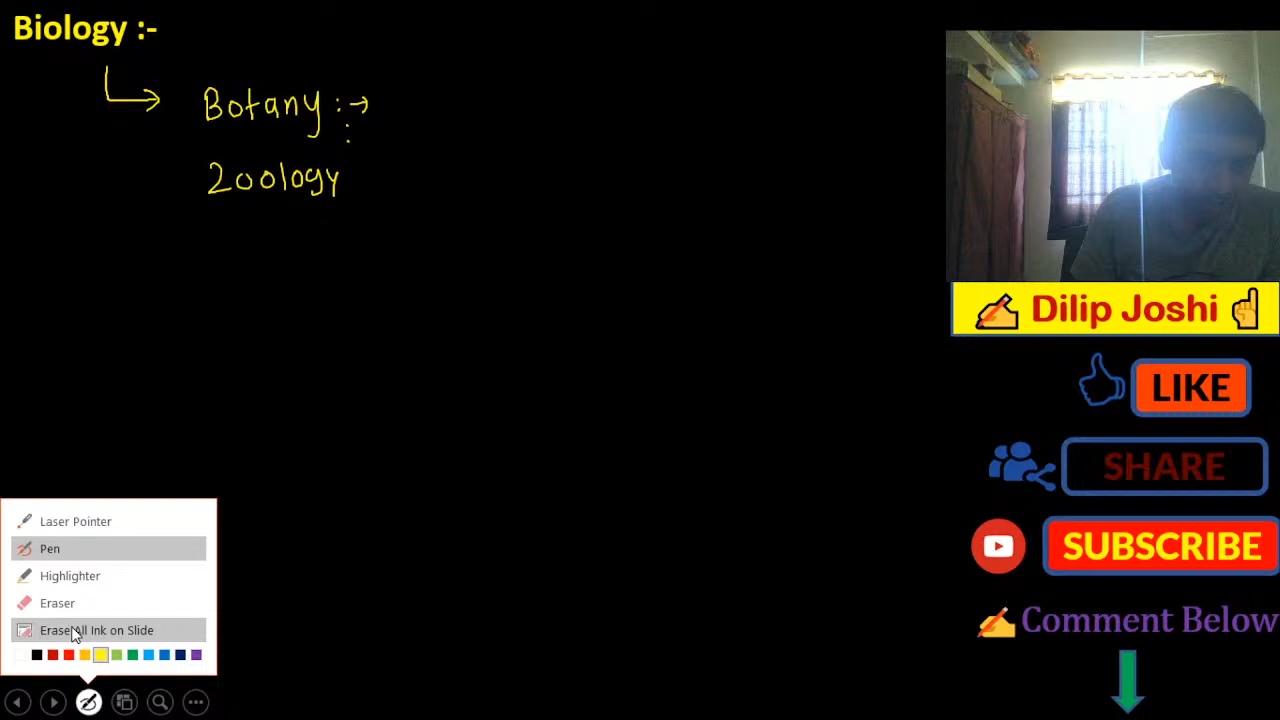 Biology :-
Botany :→
Zoology
Dilip Joshi
LIKE
SHARE
SUBSCRIBE
Comment Below
Laser Pointer
Pen
Highlighter
Eraser
Erase All Ink on Slide